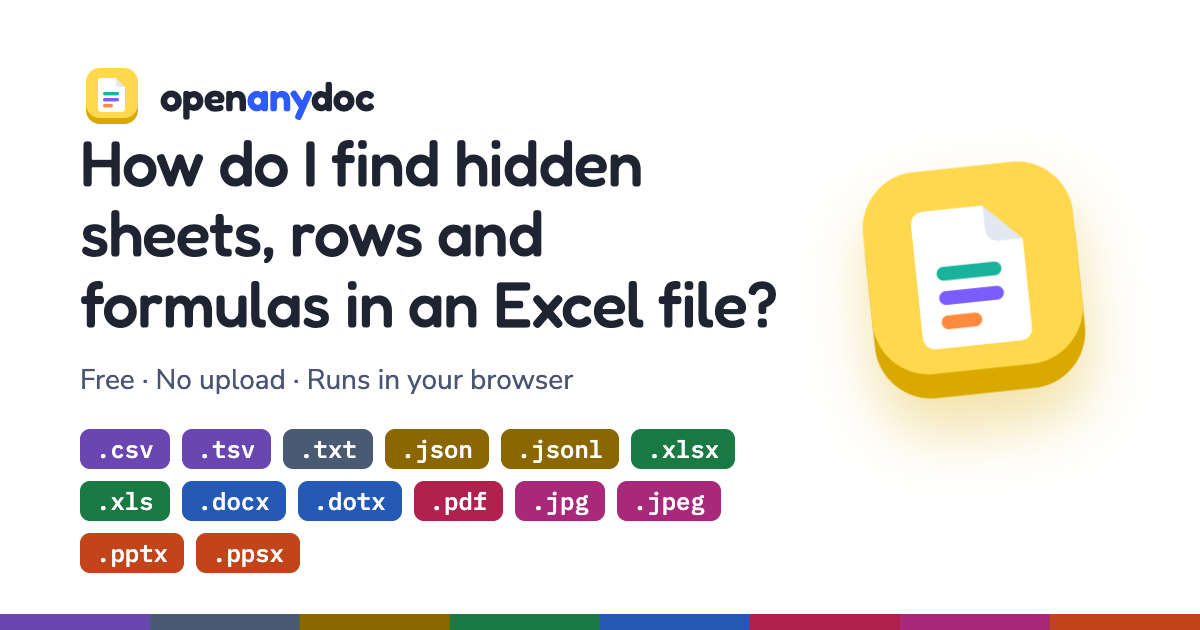 openanydoc
How do I find hidden
sheets, rows and
formulas in an Excel file?
Free · No upload · Runs in your browser
.csv .tsv .txt .json .jsonl .xlsx
.xls .docx .dotx .pdf .jpg .jpeg
.pptx .ppsx